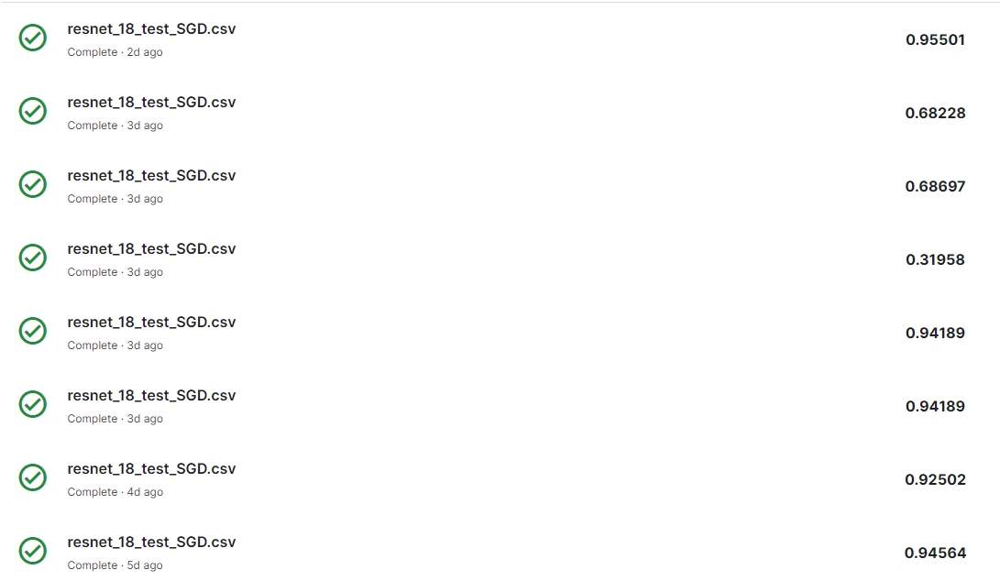 resnet_18_test_SGD.csv
Complete · 2d ago
0.95501
resnet_18_test_SGD.csv
Complete · 3d ago
0.68228
resnet_18_test_SGD.csv
Complete · 3d ago
0.68697
resnet_18_test_SGD.csv
Complete · 3d ago
0.31958
resnet_18_test_SGD.csv
Complete · 3d ago
0.94189
resnet_18_test_SGD.csv
Complete · 3d ago
0.94189
resnet_18_test_SGD.csv
Complete · 4d ago
0.92502
resnet_18_test_SGD.csv
Complete · 5d ago
0.94564